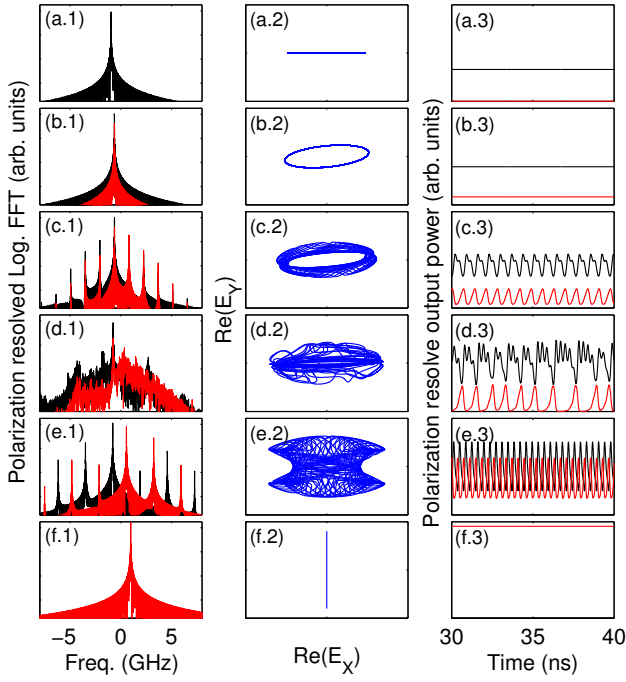 Polarization resolved Log. FFT (arb. units)
(a.1)
(b.1)
(c.1)
(d.1)
(e.1)
(f.1)
−5 0 5
Freq. (GHz)
Re(E_Y)
(a.2)
(b.2)
(c.2)
(d.2)
(e.2)
(f.2)
Re(E_X)
Polarization resolve output power (arb. units)
(a.3)
(b.3)
(c.3)
(d.3)
(e.3)
(f.3)
30 35 40
Time (ns)